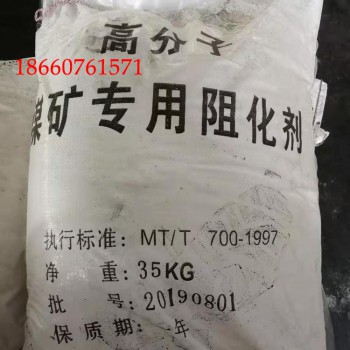 高分子
18660761571
煤矿专用阻化剂
执行标准：MT/T 700-1997
净 重：35KG
批 号：20190801
保质期：一年